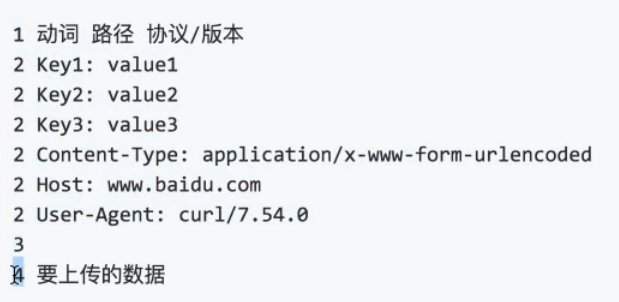 1 动词 路径 协议/版本
2 Key1: value1
2 Key2: value2
2 Key3: value3
2 Content-Type: application/x-www-form-urlencoded
2 Host: www.baidu.com
2 User-Agent: curl/7.54.0
3
4 要上传的数据